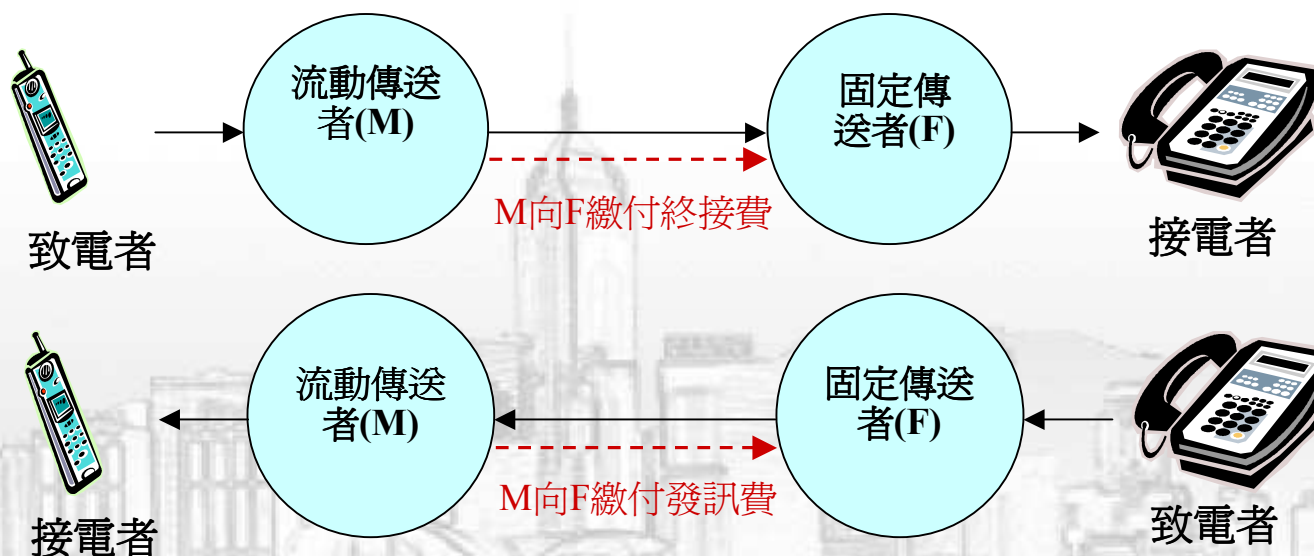 流動傳送
者(M)
固定傳
送者(F)
M向F繳付終接費
致電者
接電者
流動傳送
者(M)
固定傳送
者(F)
M向F繳付發訊費
接電者
致電者